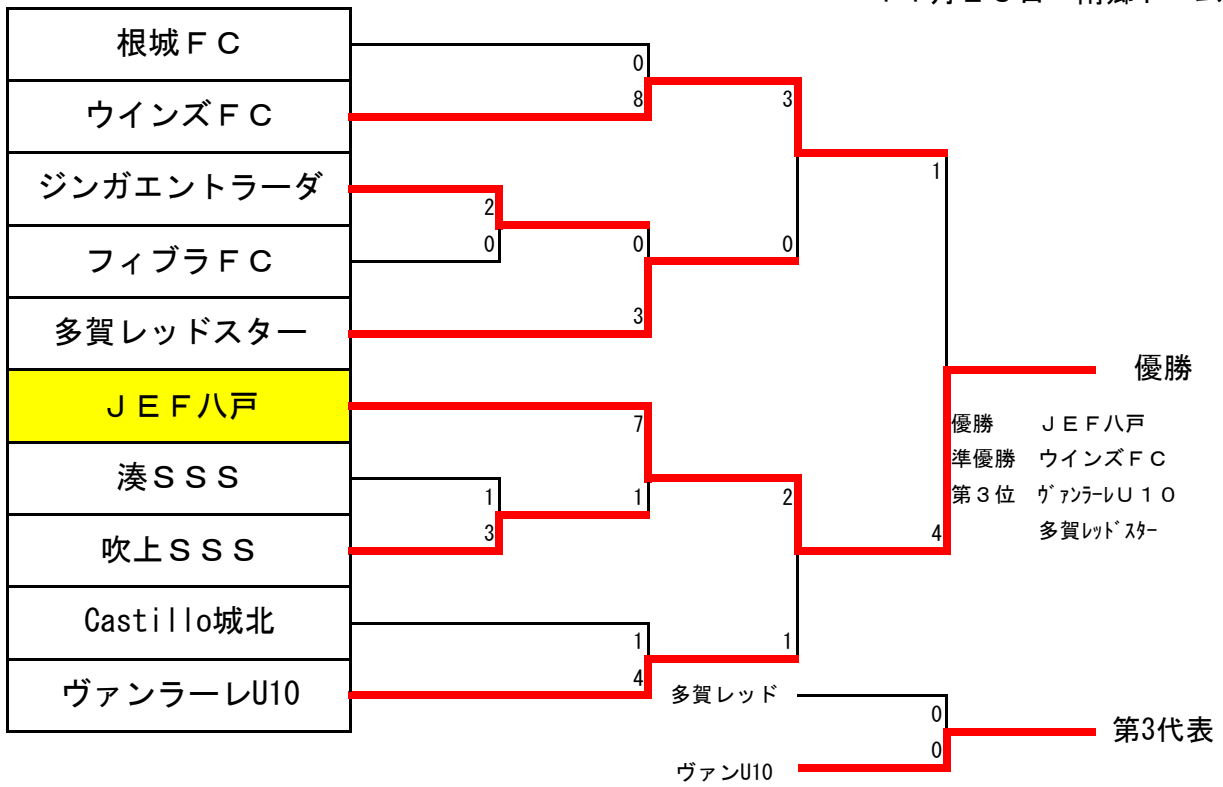 根城ＦＣ
ウインズＦＣ
ジンガエントラーダ
フィブラＦＣ
多賀レッドスター
ＪＥＦ八戸
湊ＳＳＳ
吹上ＳＳＳ
Castillo城北
ヴァンラーレU10
0
8
3
1
2
0
0
0
3
7
1
3
1
2
4
1
4
1
優勝
優勝 ＪＥＦ八戸
準優勝 ウインズＦＣ
第３位 ｳﾞｧﾝﾗｰﾚＵ１０
多賀ﾚｯﾄﾞｽﾀｰ
多賀レッド
0
0
ヴァンU10
第3代表